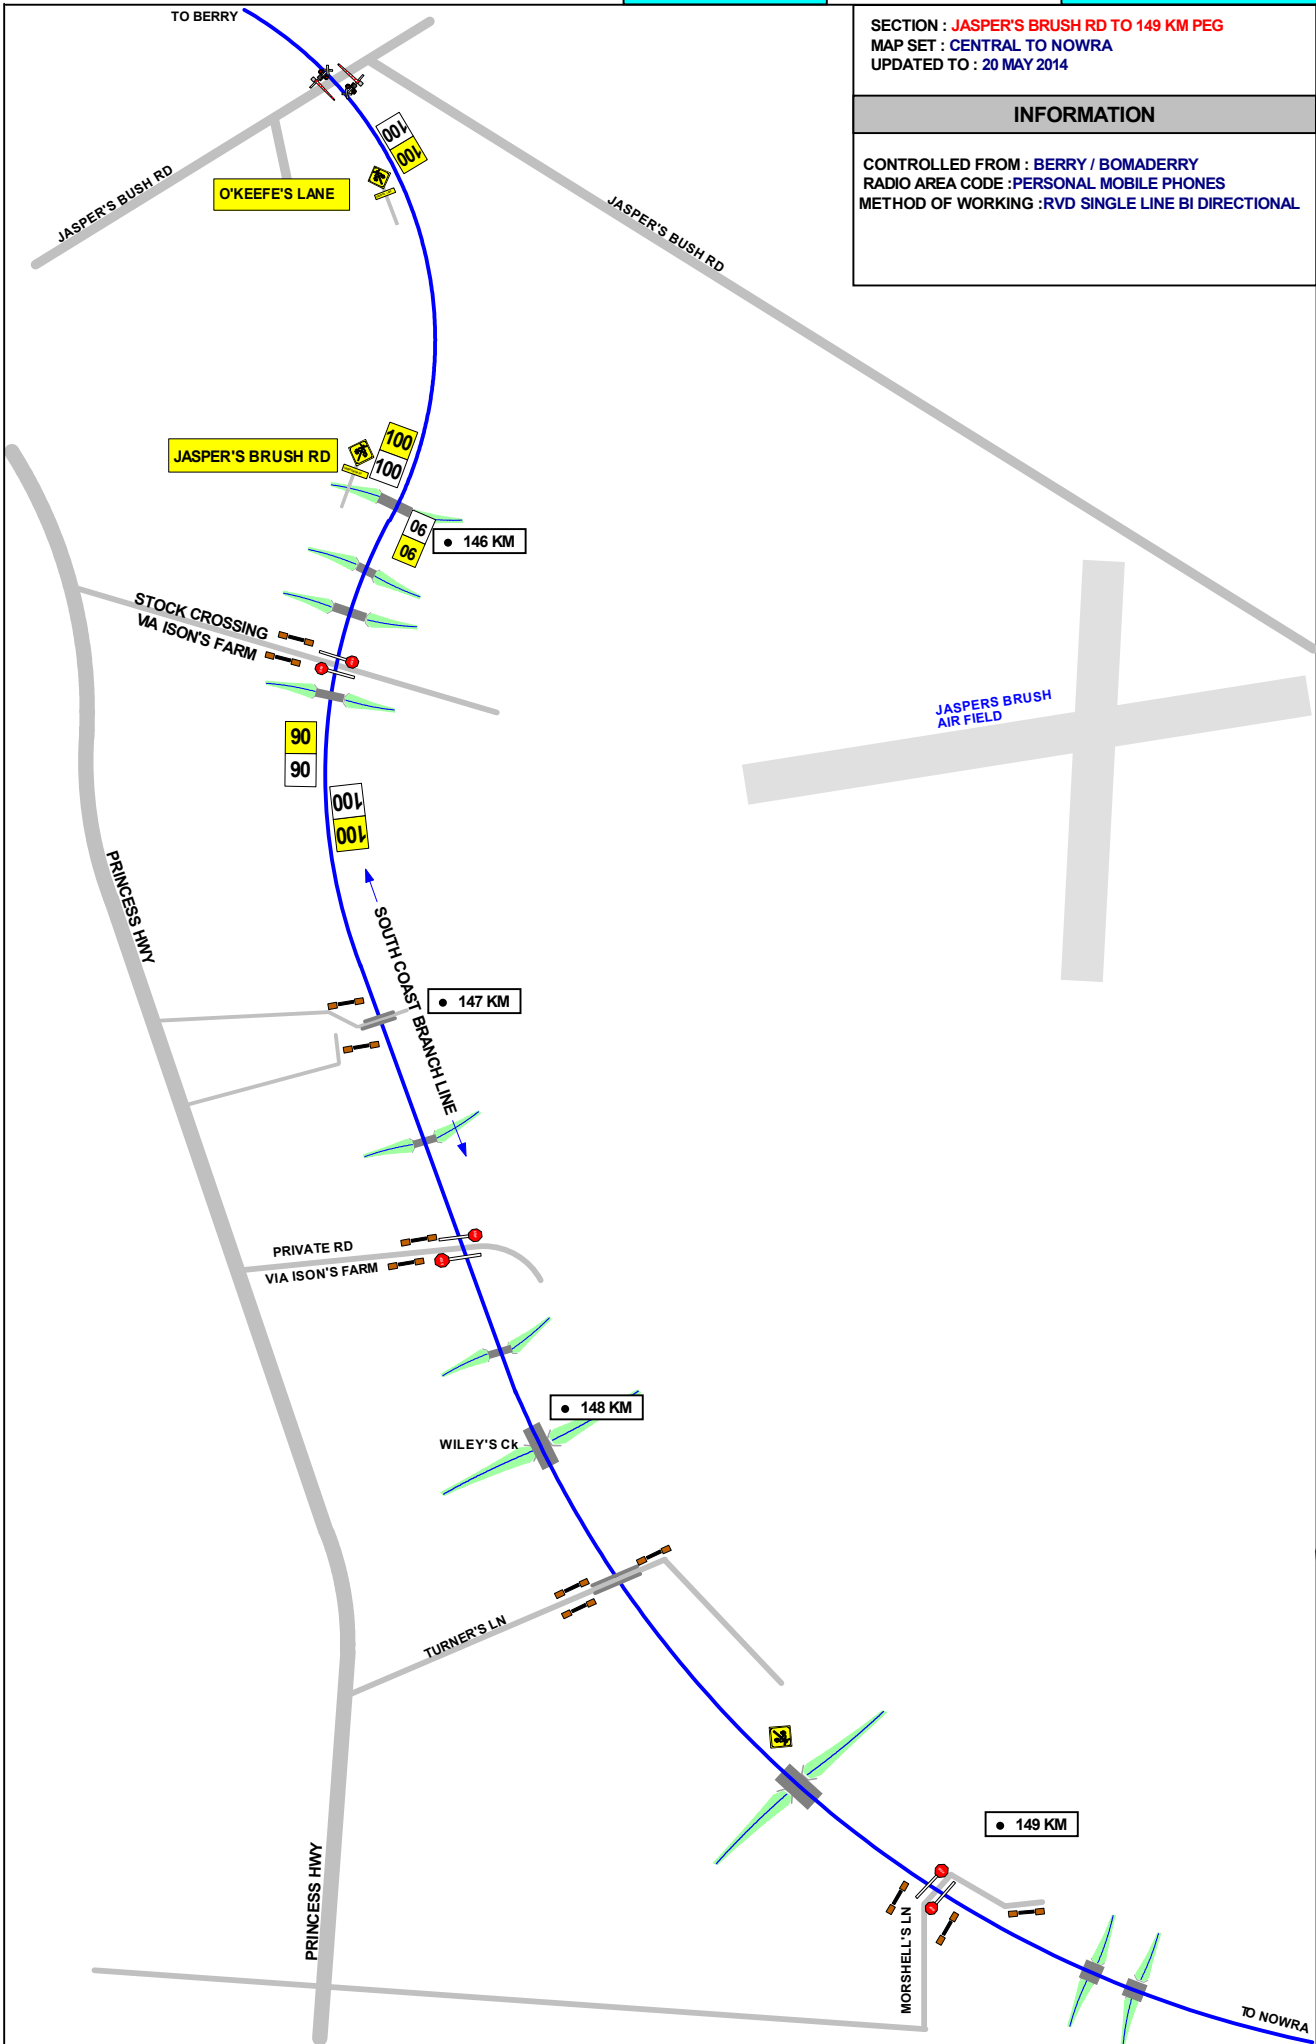 TO BERRY
SECTION : JASPER'S BRUSH RD TO 149 KM PEG
MAP SET : CENTRAL TO NOWRA
UPDATED TO : 20 MAY 2014
INFORMATION
CONTROLLED FROM : BERRY / BOMADERRY
RADIO AREA CODE :PERSONAL MOBILE PHONES
METHOD OF WORKING :RVD SINGLE LINE BI DIRECTIONAL
100
100
JASPER'S BUSH RD
O'KEEFE'S LANE
JASPER'S BUSH RD
JASPER'S BRUSH RD
100
100
90
90
146 KM
STOCK CROSSING
VIA ISON'S FARM
JASPERS BRUSH
AIR FIELD
90
90
100
100
PRINCESS HWY
SOUTH COAST BRANCH LINE
147 KM
PRIVATE RD
VIA ISON'S FARM
148 KM
WILEY'S Ck
TURNER'S LN
149 KM
PRINCESS HWY
MORSHELL'S LN
TO NOWRA